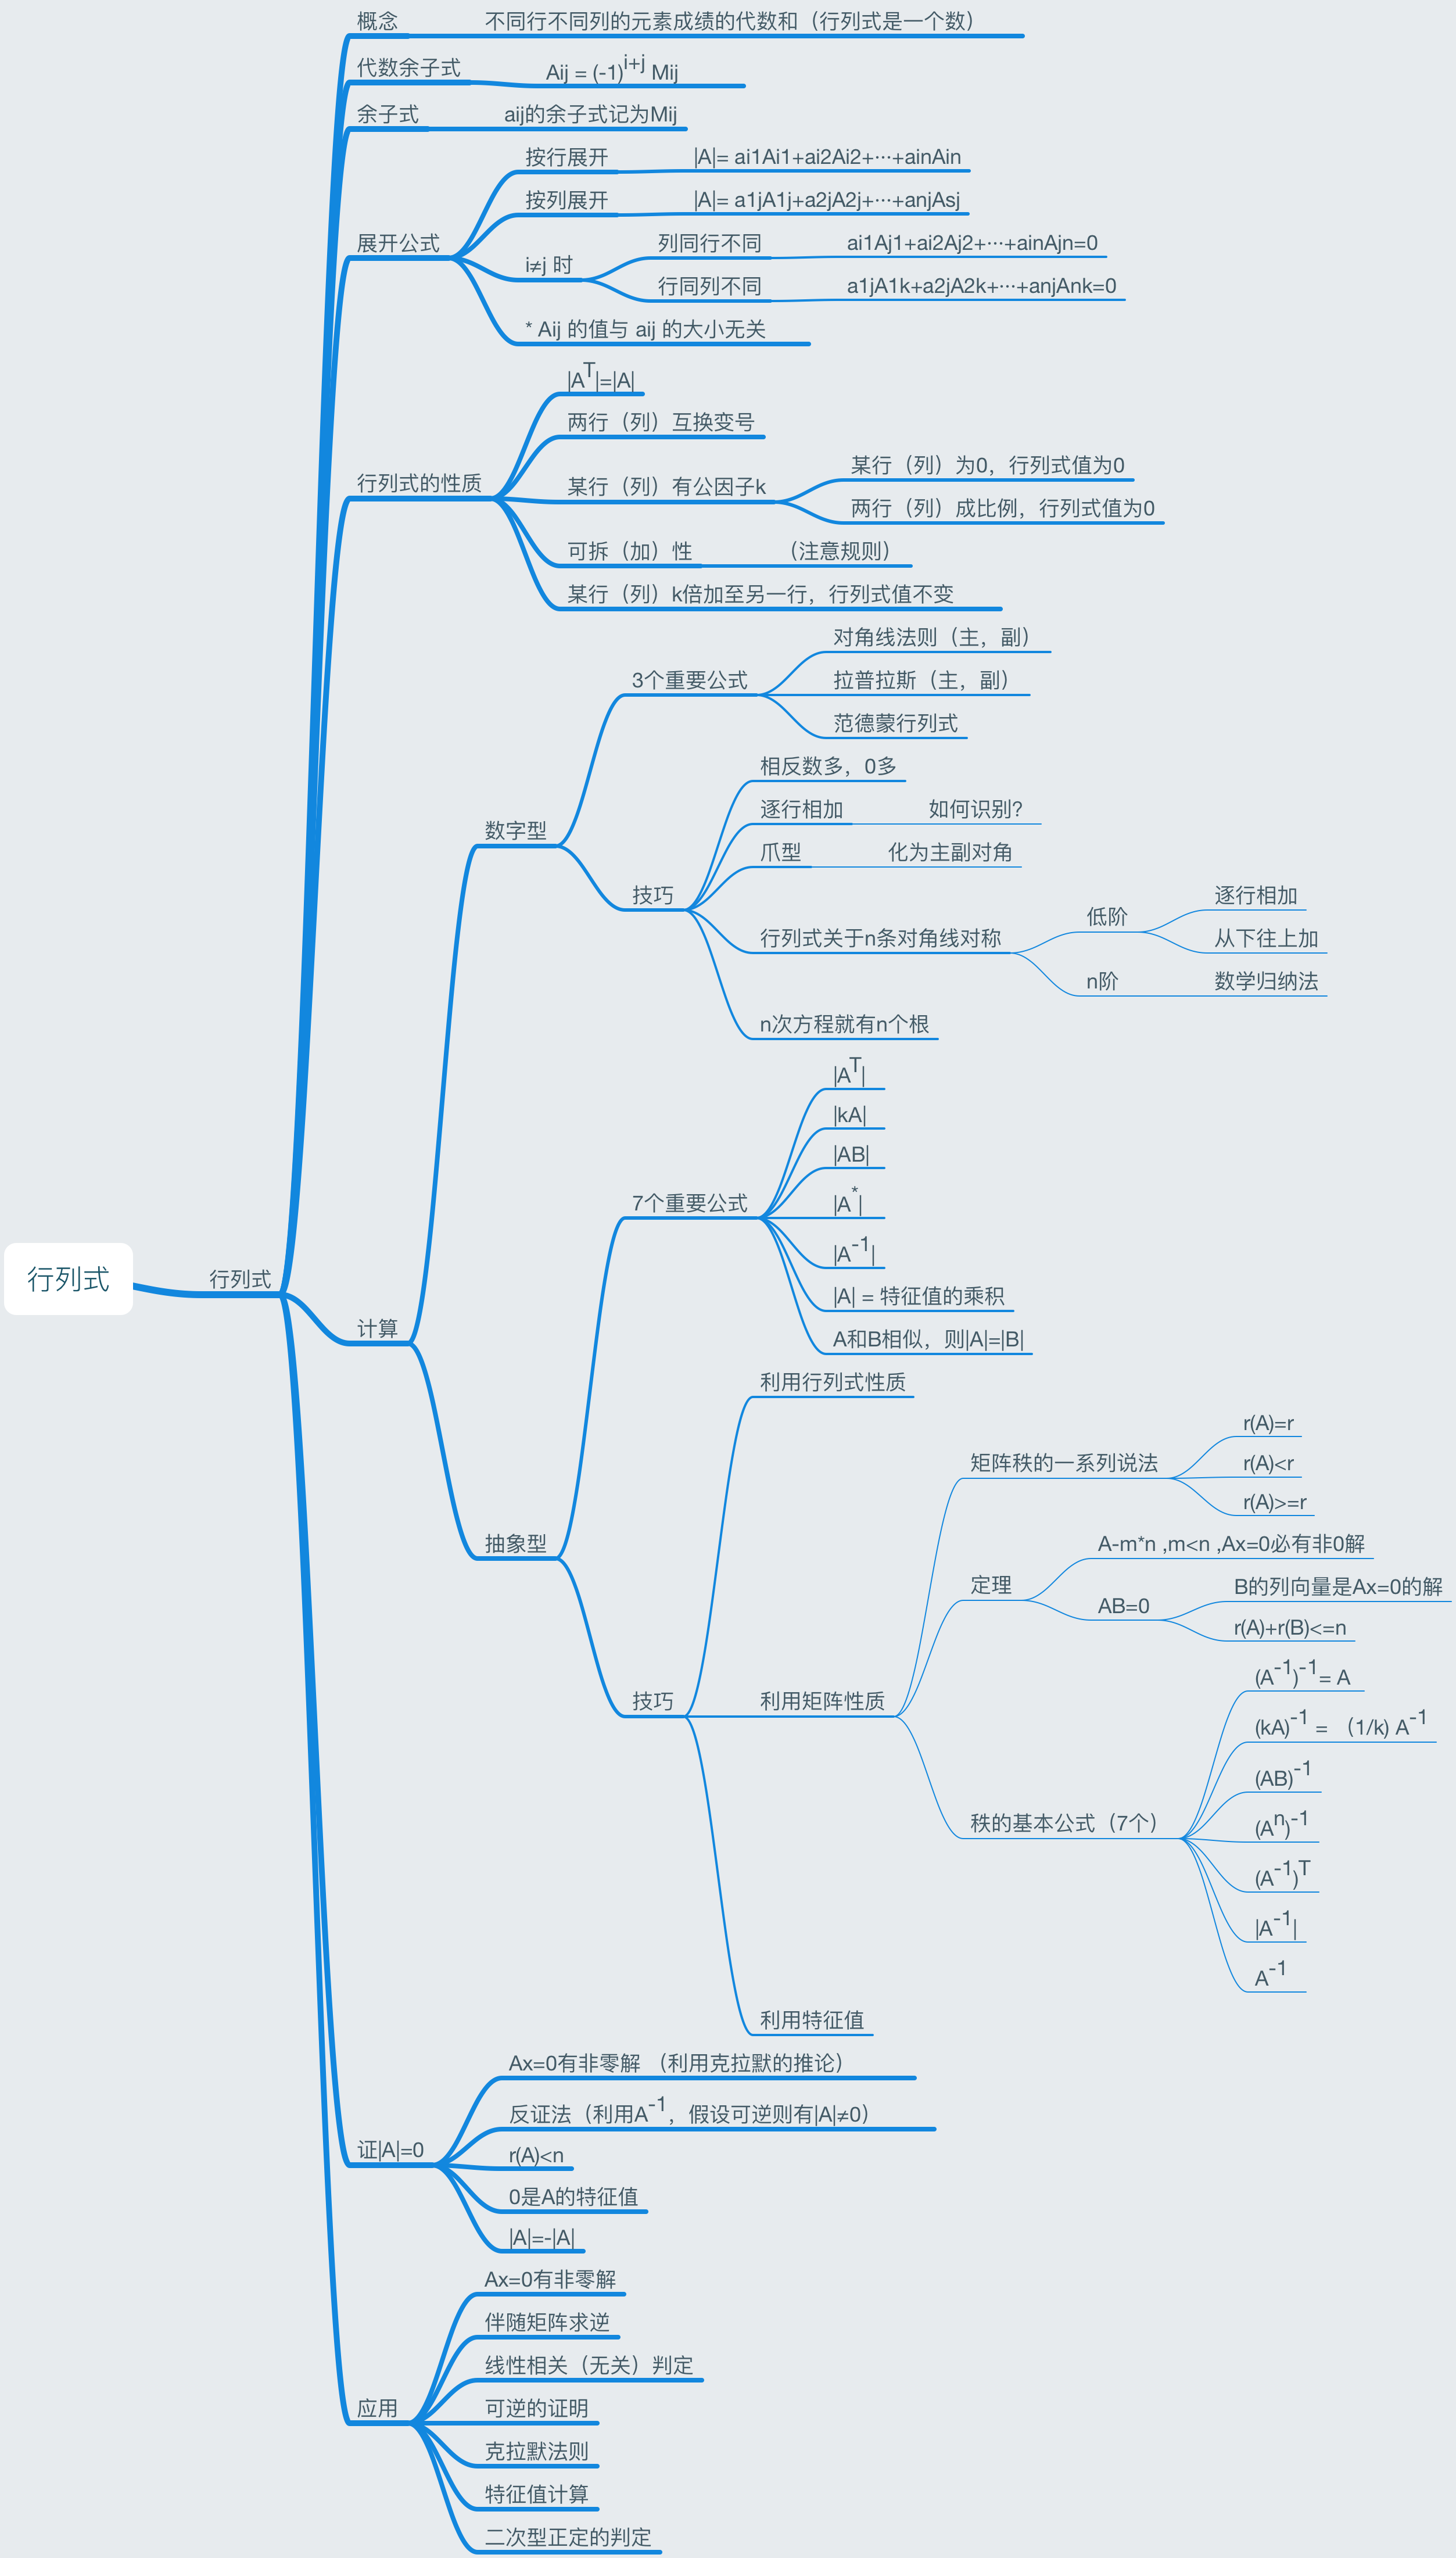 行列式
行列式
概念
不同行不同列的元素成绩的代数和（行列式是一个数）
代数余子式
Aij = (-1)^i+j Mij
余子式
aij的余子式记为Mij
展开公式
按行展开
|A|= ai1Ai1+ai2Ai2+···+ainAin
按列展开
|A|= a1jA1j+a2jA2j+···+anjAsj
i≠j 时
列同行不同
ai1Aj1+ai2Aj2+···+ainAjn=0
行同列不同
a1jA1k+a2jA2k+···+anjAnk=0
* Aij 的值与 aij 的大小无关
行列式的性质
|A^T|=|A|
两行（列）互换变号
某行（列）有公因子k
某行（列）为0，行列式值为0
两行（列）成比例，行列式值为0
可拆（加）性
（注意规则）
某行（列）k倍加至另一行，行列式值不变
计算
数字型
3个重要公式
对角线法则（主，副）
拉普拉斯（主，副）
范德蒙行列式
技巧
相反数多，0多
逐行相加
如何识别？
爪型
化为主副对角
行列式关于n条对角线对称
低阶
逐行相加
从下往上加
n阶
数学归纳法
n次方程就有n个根
抽象型
7个重要公式
|A^T|
|kA|
|AB|
|A^*|
|A^-1|
|A| = 特征值的乘积
A和B相似，则|A|=|B|
技巧
利用行列式性质
利用矩阵性质
矩阵秩的一系列说法
r(A)=r
r(A)<r
r(A)>=r
定理
A-m*n ,m<n ,Ax=0必有非0解
AB=0
B的列向量是Ax=0的解
r(A)+r(B)<=n
秩的基本公式（7个）
(A^-1)^-1= A
(kA)^-1 = （1/k) A^-1
(AB)^-1
(A^n)^-1
(A^-1)^T
|A^-1|
A^-1
利用特征值
证|A|=0
Ax=0有非零解 （利用克拉默的推论）
反证法（利用A^-1，假设可逆则有|A|≠0）
r(A)<n
0是A的特征值
|A|=-|A|
应用
Ax=0有非零解
伴随矩阵求逆
线性相关（无关）判定
可逆的证明
克拉默法则
特征值计算
二次型正定的判定